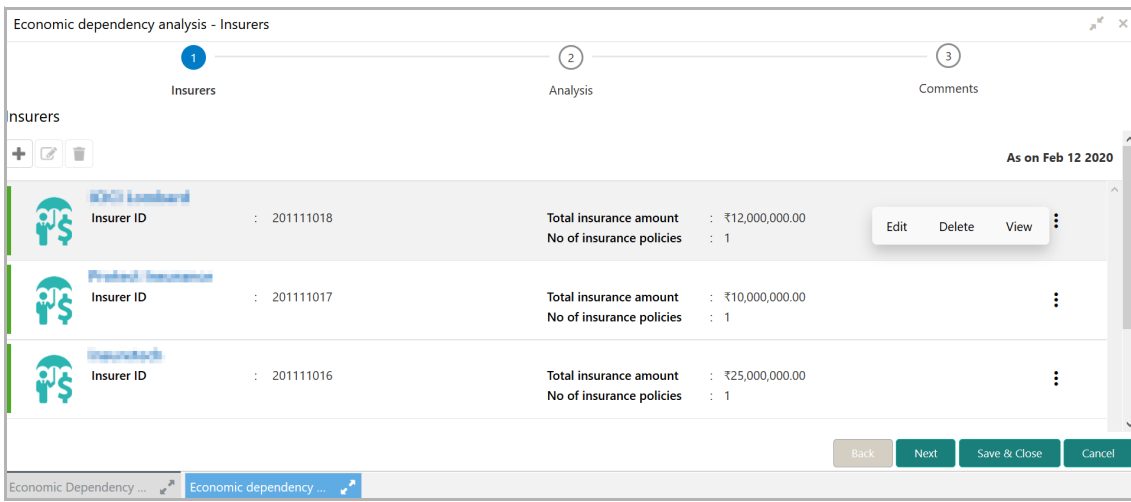 Economic dependency analysis - Insurers
1 2 3
Insurers Analysis Comments
Insurers
As on Feb 12 2020
Insurer ID : 201111018 Total insurance amount : ₹12,000,000.00
No of insurance policies : 1
Edit Delete View
Insurer ID : 201111017 Total insurance amount : ₹10,000,000.00
No of insurance policies : 1
Insurer ID : 201111016 Total insurance amount : ₹25,000,000.00
No of insurance policies : 1
Back Next Save & Close Cancel
Economic Dependency ... Economic dependency ...